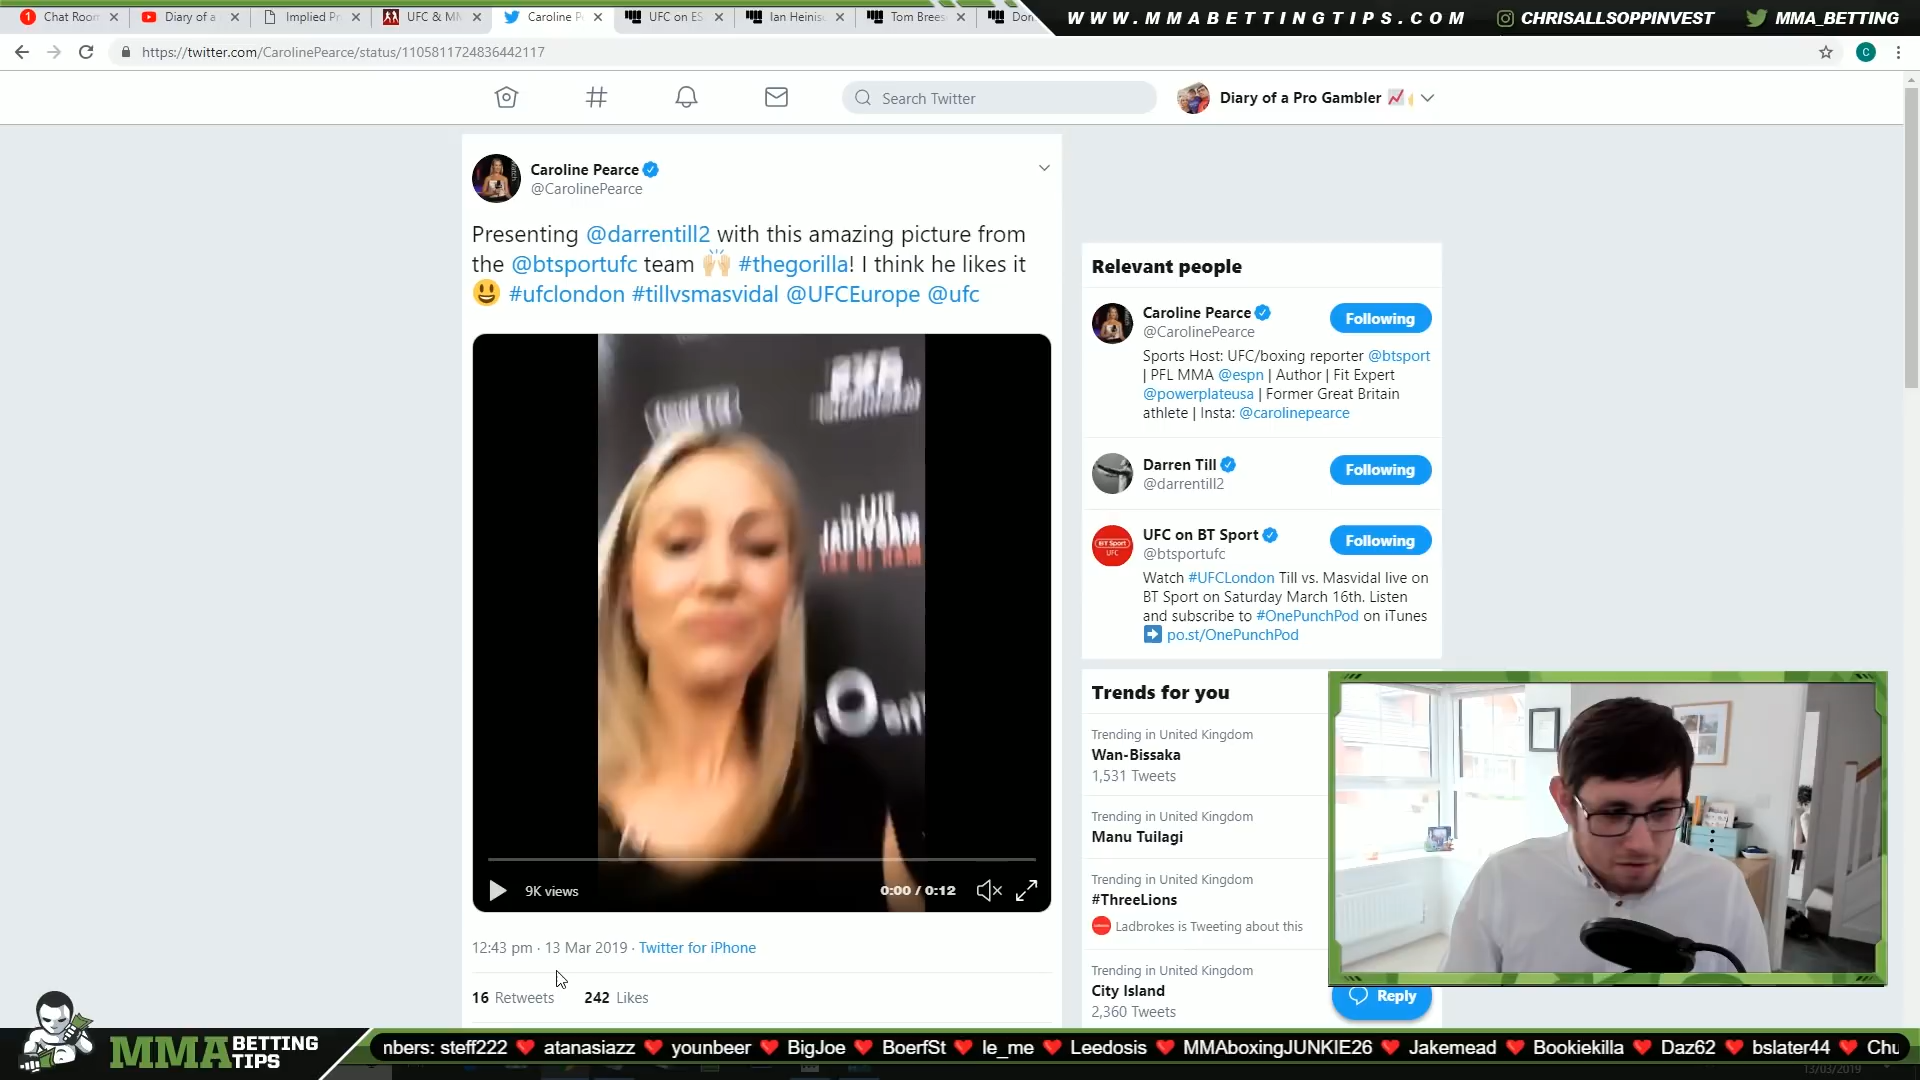 Chat Room
Diary of a
Implied Pr
UFC & MM
Caroline P
UFC on ES
Ian Heinis
Tom Brees
Don
WWW.MMABETTINGTIPS.COM
CHRISALLSOPPINVEST
MMA_BETTING
https://twitter.com/CarolinePearce/status/1105811724836442117
C
Search Twitter
Diary of a Pro Gambler
Caroline Pearce
@CarolinePearce
Presenting @darrentill2 with this amazing picture from
the @btsportufc team 🙌🏻 #thegorilla! I think he likes it
😃 #ufclondon #tillvsmasvidal @UFCEurope @ufc
9K views
0:00 / 0:12
12:43 pm · 13 Mar 2019 · Twitter for iPhone
16 Retweets 242 Likes
Relevant people
Caroline Pearce
Following
@CarolinePearce
Sports Host: UFC/boxing reporter @btsport
| PFL MMA @espn | Author | Fit Expert
@powerplateusa | Former Great Britain
athlete | Insta: @carolinepearce
Darren Till
Following
@darrentill2
UFC on BT Sport
Following
@btsportufc
Watch #UFCLondon Till vs. Masvidal live on
BT Sport on Saturday March 16th. Listen
and subscribe to #OnePunchPod on iTunes
➡ po.st/OnePunchPod
Trends for you
Trending in United Kingdom
Wan-Bissaka
1,531 Tweets
Trending in United Kingdom
Manu Tuilagi
Trending in United Kingdom
#ThreeLions
Ladbrokes is Tweeting about this
Trending in United Kingdom
City Island
2,360 Tweets
Reply
MMA BETTING
TIPS
nbers: steff222 ❤ atanasiazz ❤ younbeer ❤ BigJoe ❤ BoerfSt ❤ le_me ❤ Leedosis ❤ MMAboxingJUNKIE26 ❤ Jakemead ❤ Bookiekilla ❤ Daz62 ❤ bslater44 ❤ Chu
13/03/2019